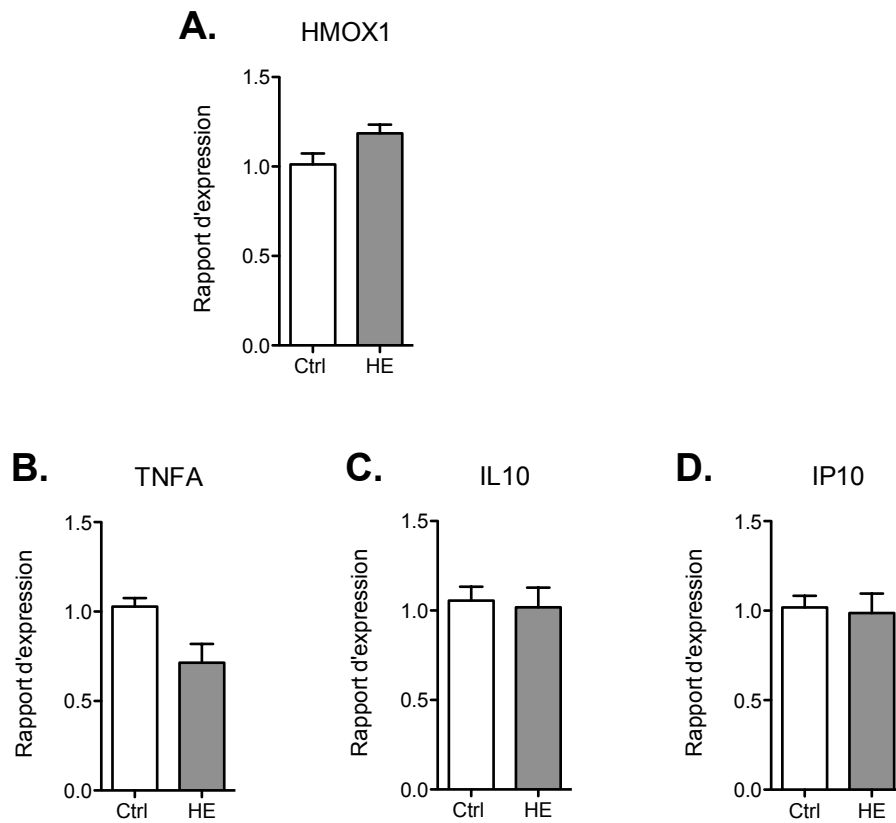 A. HMOX1
Rapport d'expression
1.5
1.0
0.5
0.0
Ctrl HE
B. TNFA
Rapport d'expression
1.5
1.0
0.5
0.0
Ctrl HE
C. IL10
Rapport d'expression
1.5
1.0
0.5
0.0
Ctrl HE
D. IP10
Rapport d'expression
1.5
1.0
0.5
0.0
Ctrl HE